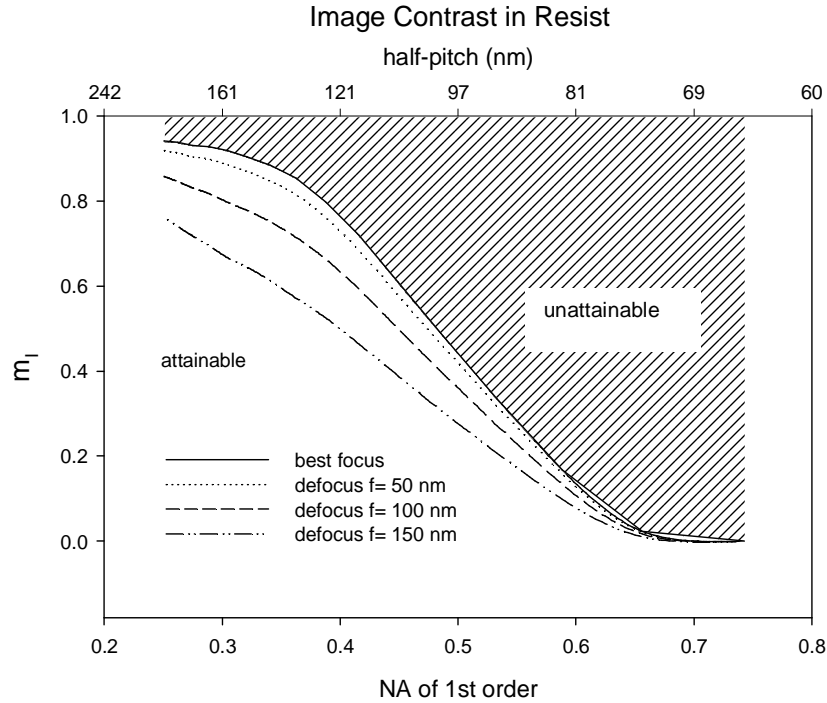 Image Contrast in Resist
half-pitch (nm)
242 161 121 97 81 69 60
1.0
0.8
0.6
0.4
0.2
0.0
m_I
unattainable
attainable
best focus
defocus f= 50 nm
defocus f= 100 nm
defocus f= 150 nm
0.2 0.3 0.4 0.5 0.6 0.7 0.8
NA of 1st order